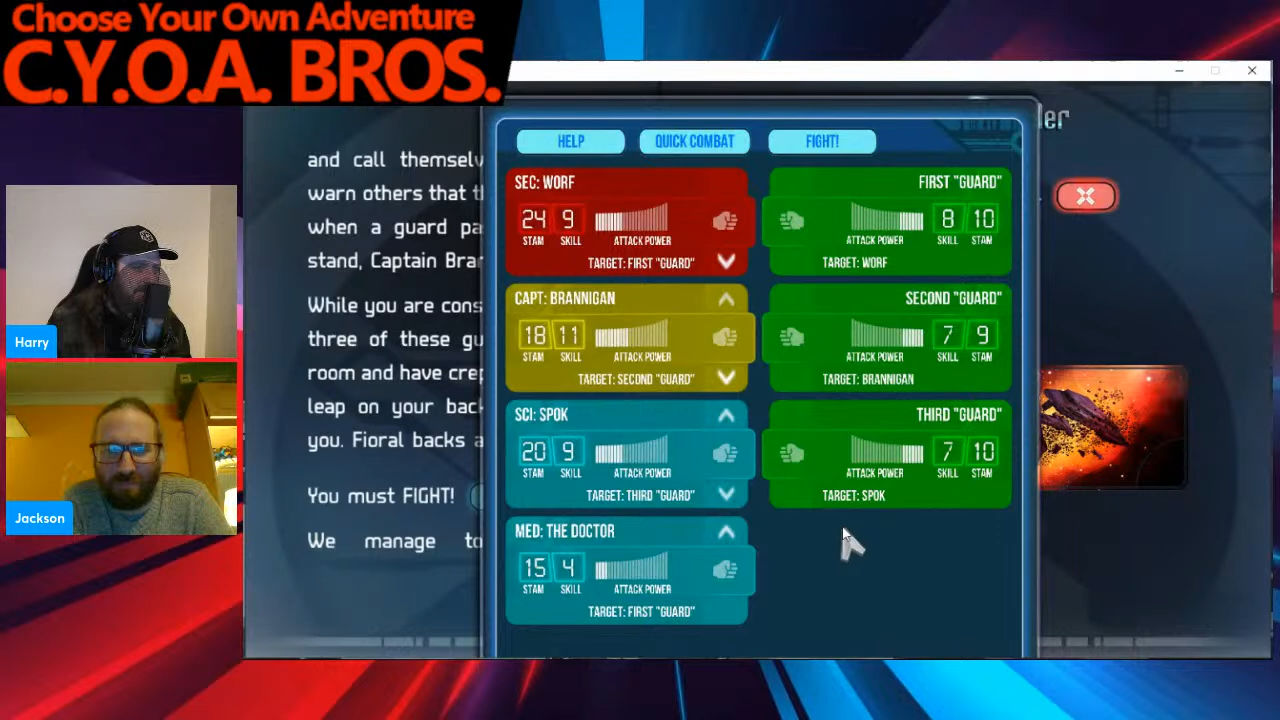 Choose Your Own Adventure
C.Y.O.A. BROS.
Harry
Jackson
and call themselv
warn others that t
when a guard pa
stand, Captain Bra
While you are cons
three of these gu
room and have crep
leap on your back
you. Fioral backs a
You must FIGHT!
We manage to
HELP
QUICK COMBAT
FIGHT!
SEC: WORF
24 9
STAM SKILL ATTACK POWER
TARGET: FIRST "GUARD"
FIRST "GUARD"
8 10
ATTACK POWER SKILL STAM
TARGET: WORF
CAPT: BRANNIGAN
18 11
STAM SKILL ATTACK POWER
TARGET: SECOND "GUARD"
SECOND "GUARD"
7 9
ATTACK POWER SKILL STAM
TARGET: BRANNIGAN
SCI: SPOK
20 9
STAM SKILL ATTACK POWER
TARGET: THIRD "GUARD"
THIRD "GUARD"
7 10
ATTACK POWER SKILL STAM
TARGET: SPOK
MED: THE DOCTOR
15 4
STAM SKILL ATTACK POWER
TARGET: FIRST "GUARD"